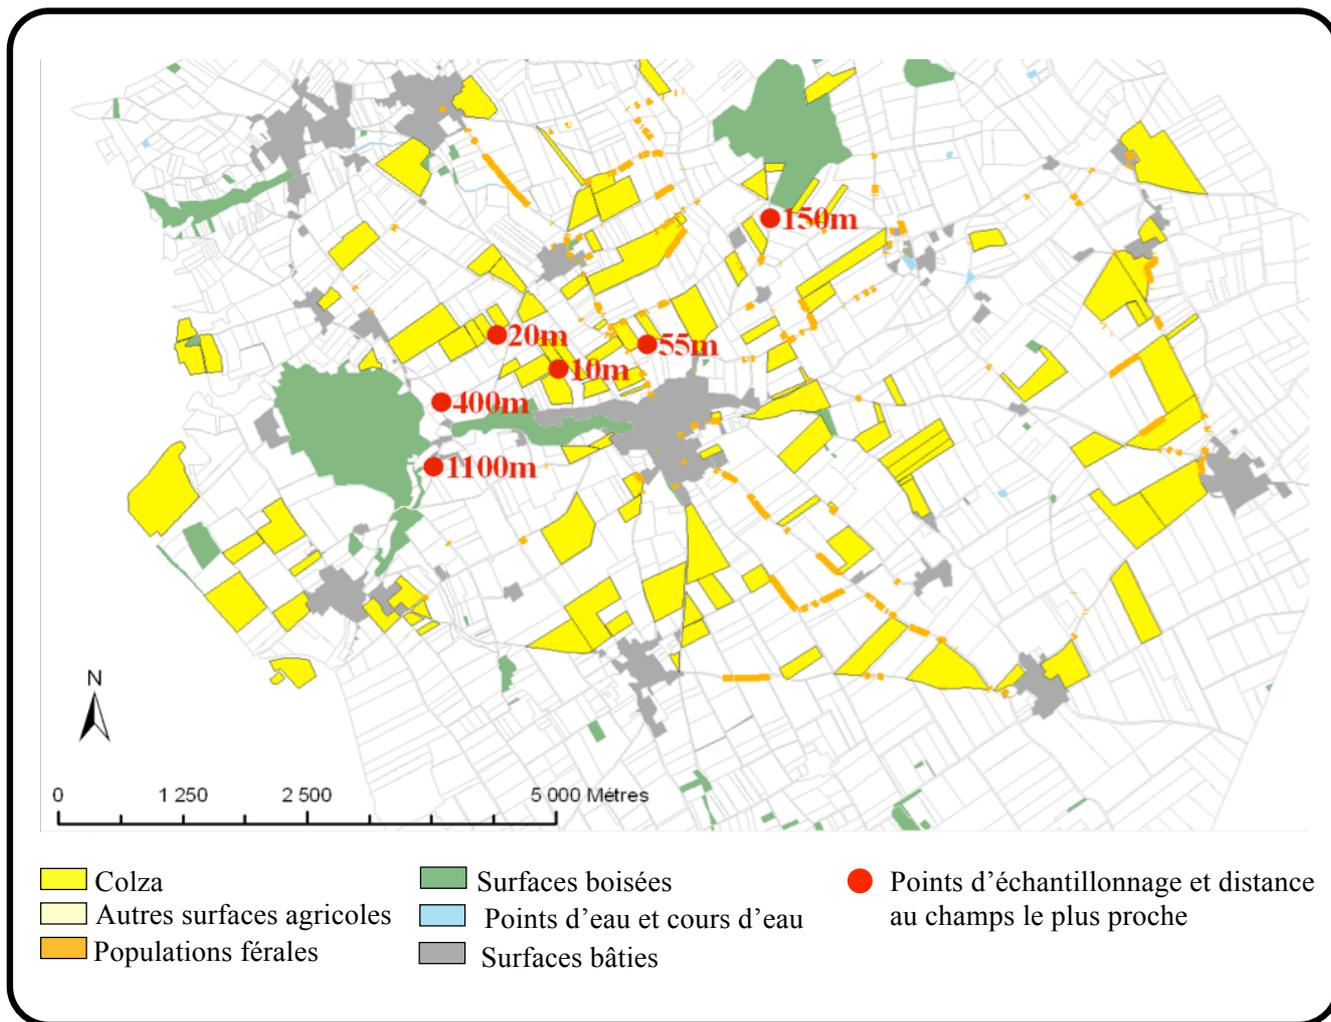 150m
20m
55m
10m
400m
1100m
N
0 1 250 2 500 5 000 Mètres
Colza
Autres surfaces agricoles
Populations férales
Surfaces boisées
Points d'eau et cours d'eau
Surfaces bâties
Points d'échantillonnage et distance
au champs le plus proche